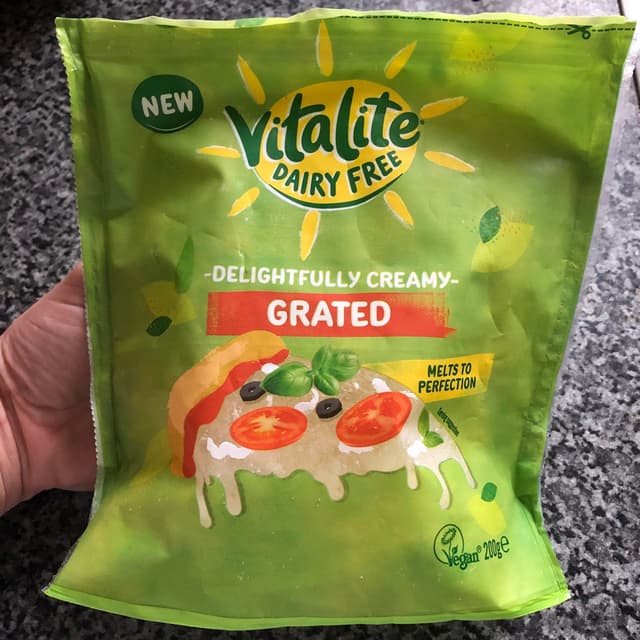 NEW
Vitalite
DAIRY FREE
-DELIGHTFULLY CREAMY-
GRATED
MELTS TO
PERFECTION
Vegan® 200g℮